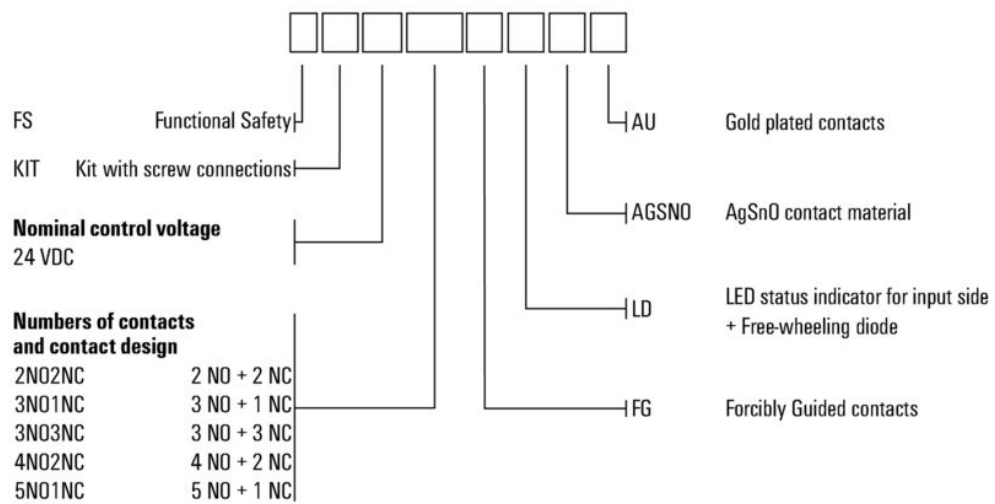 FS Functional Safety
KIT Kit with screw connections
Nominal control voltage
24 VDC
Numbers of contacts
and contact design
2NO2NC 2 NO + 2 NC
3NO1NC 3 NO + 1 NC
3NO3NC 3 NO + 3 NC
4NO2NC 4 NO + 2 NC
5NO1NC 5 NO + 1 NC
AU Gold plated contacts
AGSNO AgSnO contact material
LD LED status indicator for input side
+ Free-wheeling diode
FG Forcibly Guided contacts